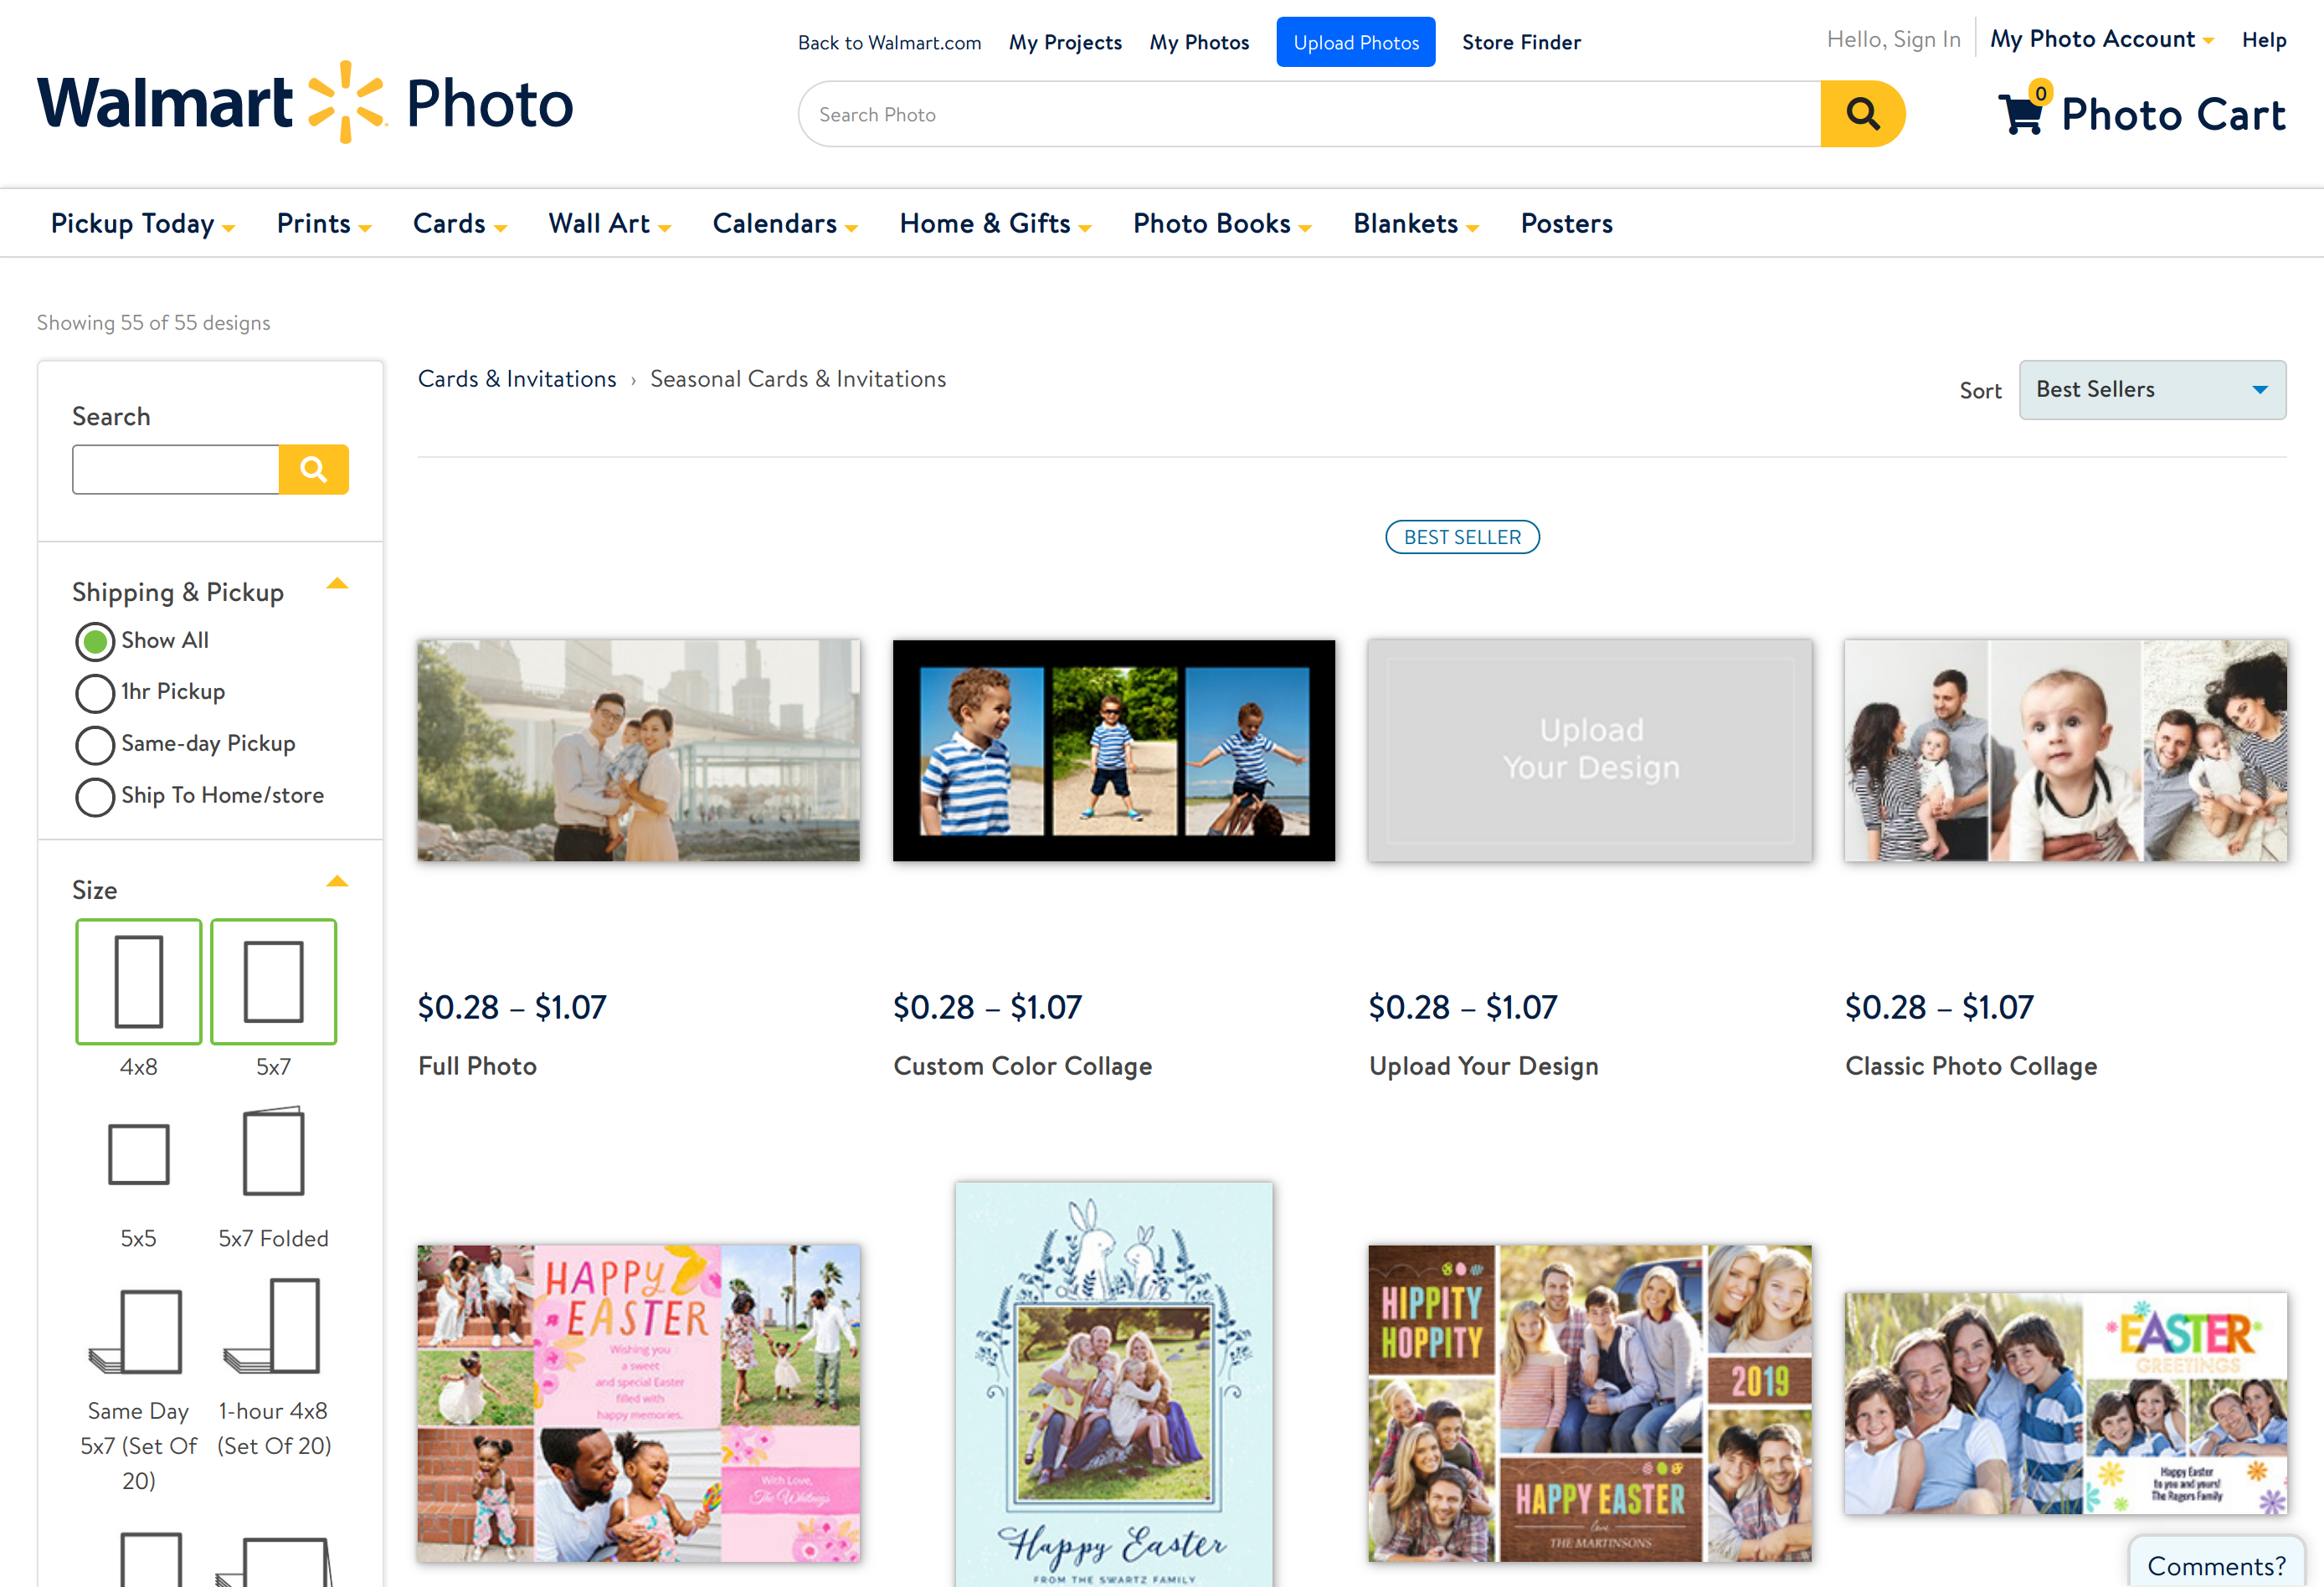 Back to Walmart.com My Projects My Photos Upload Photos Store Finder
Hello, Sign In My Photo Account Help
Walmart Photo
Search Photo
0
Photo Cart
Pickup Today Prints Cards Wall Art Calendars Home & Gifts Photo Books Blankets Posters
Showing 55 of 55 designs
Search
Shipping & Pickup
Show All
1hr Pickup
Same-day Pickup
Ship To Home/store
Size
4x8
5x7
5x5
5x7 Folded
Same Day
5x7 (Set Of
20)
1-hour 4x8
(Set Of 20)
Cards & Invitations › Seasonal Cards & Invitations
Sort
Best Sellers
BEST SELLER
Upload
Your Design
$0.28 – $1.07
Full Photo
$0.28 – $1.07
Custom Color Collage
$0.28 – $1.07
Upload Your Design
$0.28 – $1.07
Classic Photo Collage
HAPPY
EASTER
Wishing you
a sweet
and special Easter
filled with
happy memories.
With Love,
The Whitneys
Happy Easter
FROM THE SWARTZ FAMILY
HIPPITY
HOPPITY
2019
HAPPY EASTER
love
THE MARTINSONS
EASTER
GREETINGS
Happy Easter
to you and yours!
The Rogers Family
Comments?